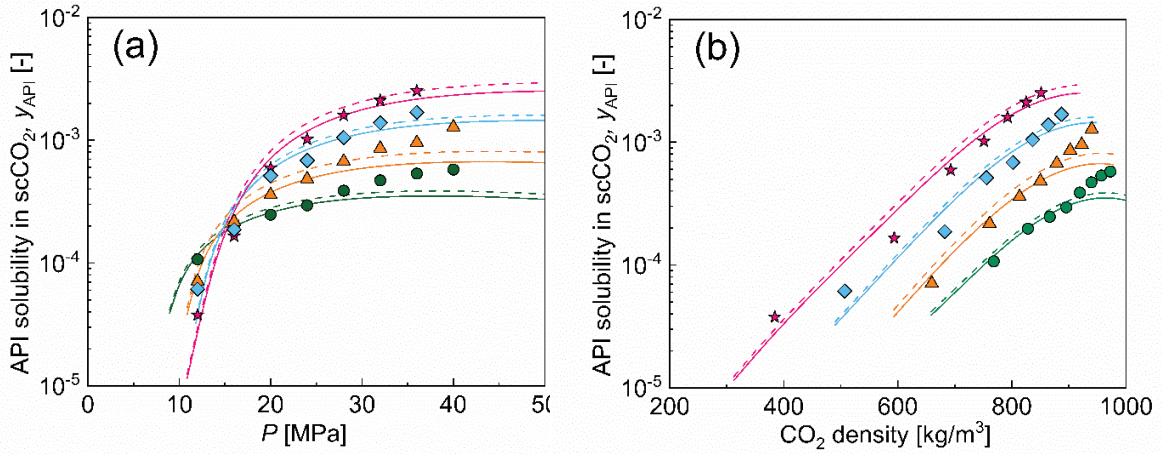 (a)
API solubility in scCO₂, y_API [-]
10⁻²
10⁻³
10⁻⁴
10⁻⁵
0 10 20 30 40 50
P [MPa]
(b)
API solubility in scCO₂, y_API [-]
10⁻²
10⁻³
10⁻⁴
10⁻⁵
200 400 600 800 1000
CO₂ density [kg/m³]